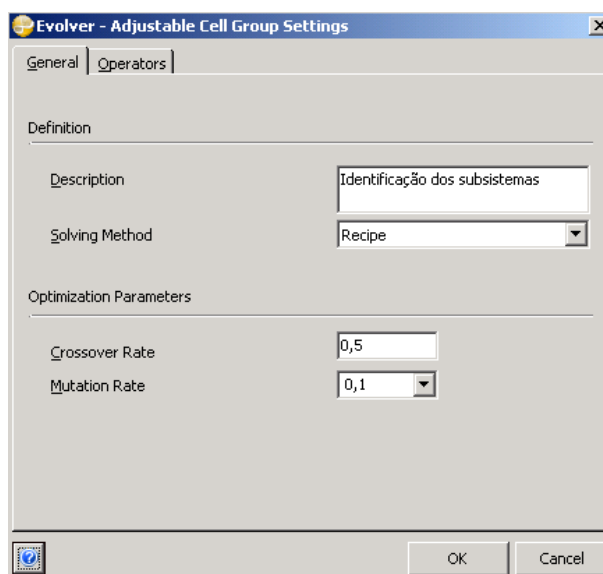 Evolver - Adjustable Cell Group Settings
General Operators
Definition
Description Identificação dos subsistemas
Solving Method Recipe
Optimization Parameters
Crossover Rate 0,5
Mutation Rate 0,1
OK Cancel